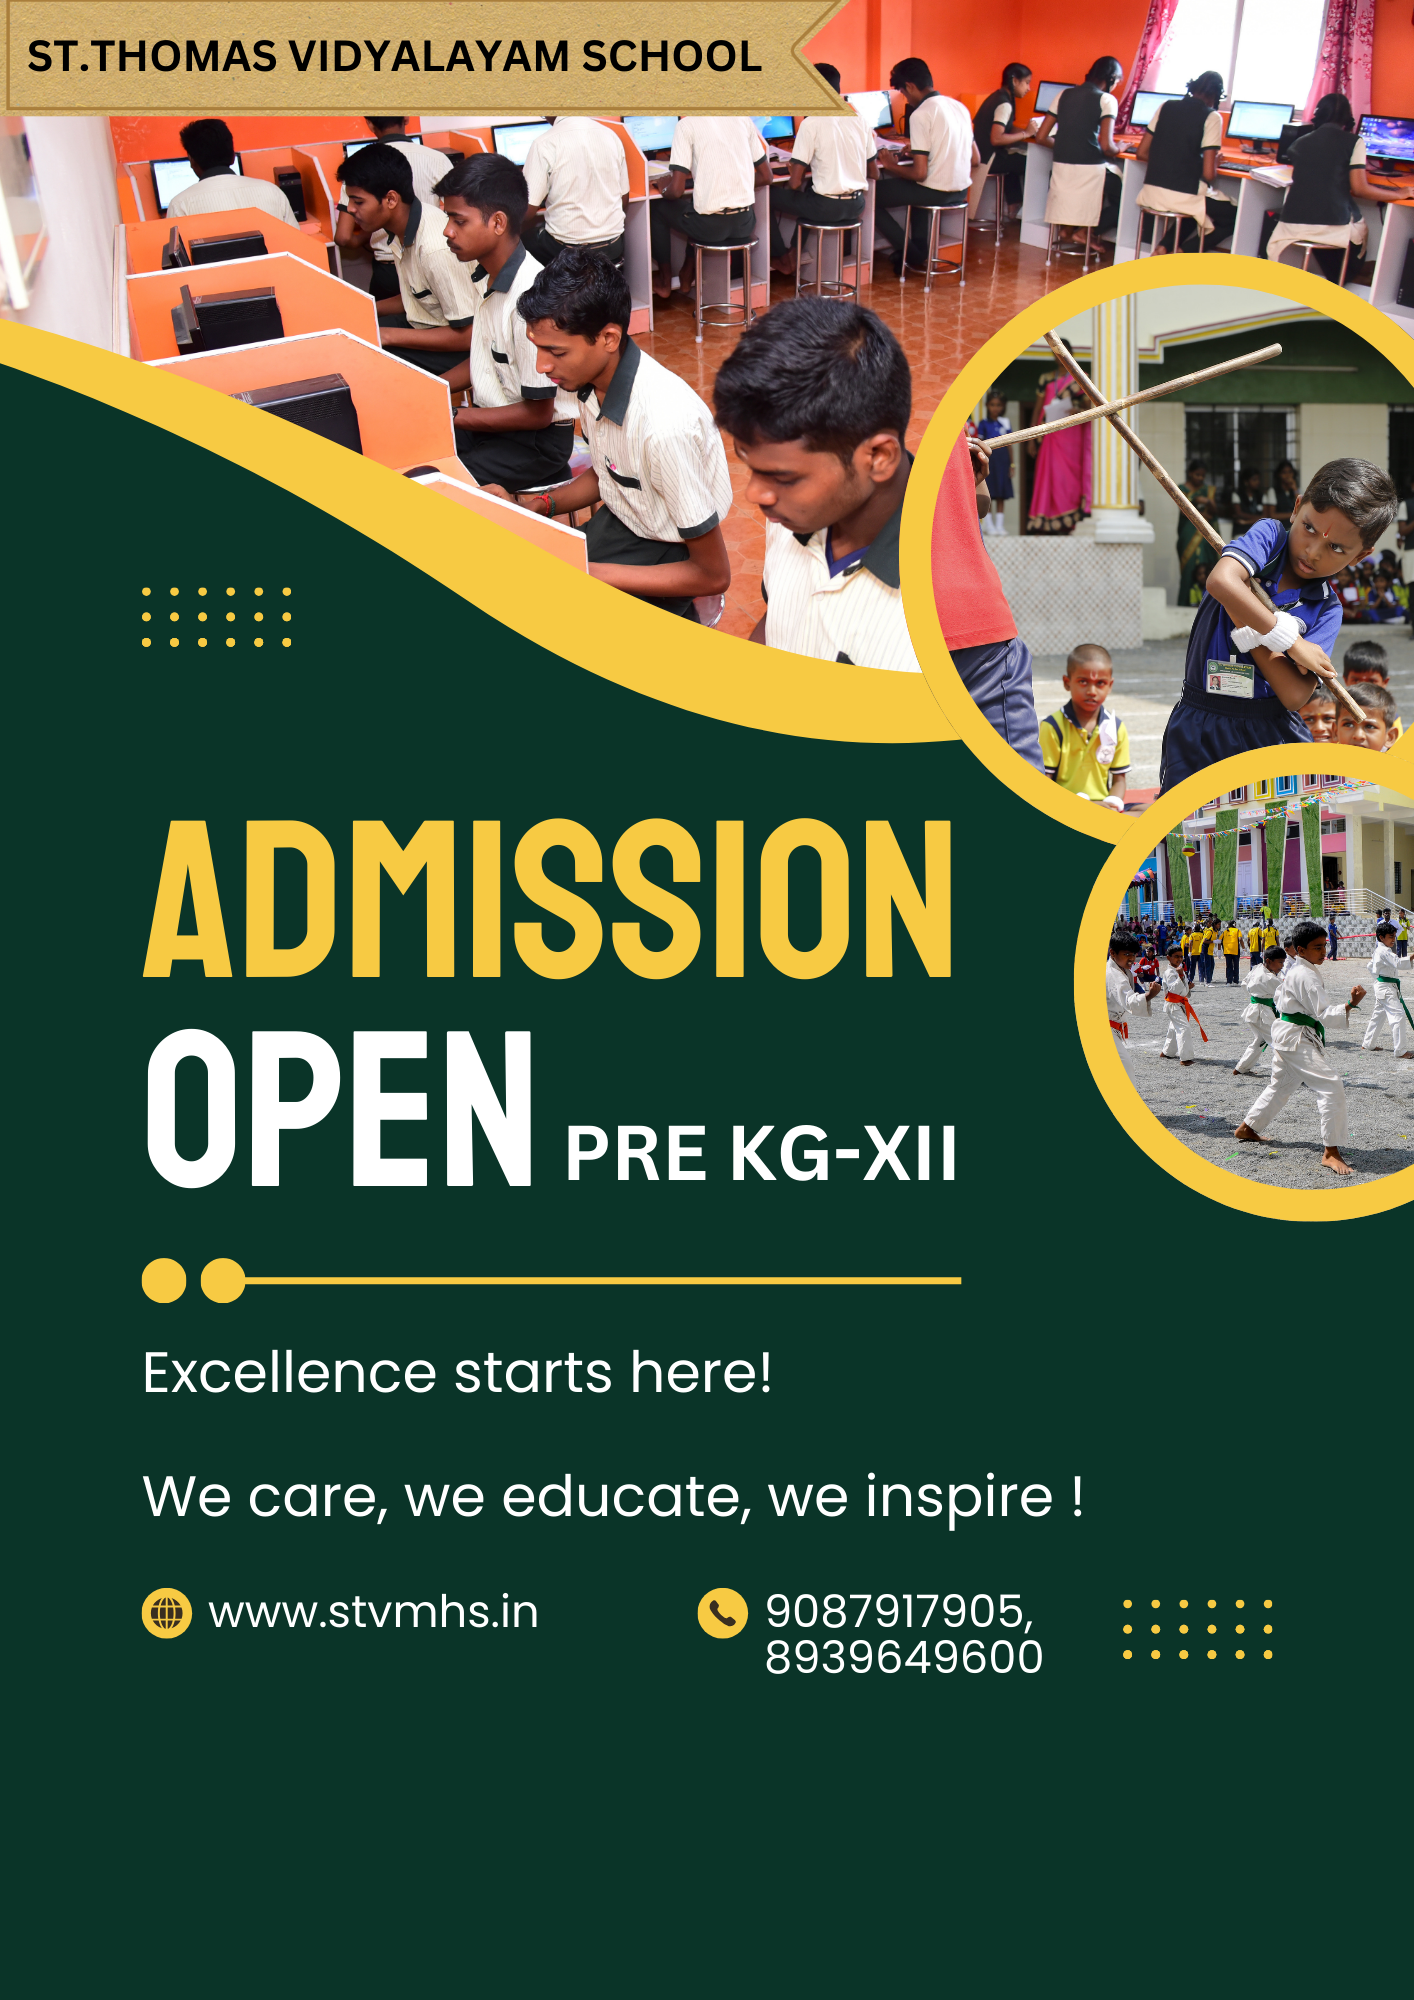 ST.THOMAS VIDYALAYAM SCHOOL
ADMISSION
OPEN PRE KG-XII
Excellence starts here!
We care, we educate, we inspire !
www.stvmhs.in
9087917905,
8939649600